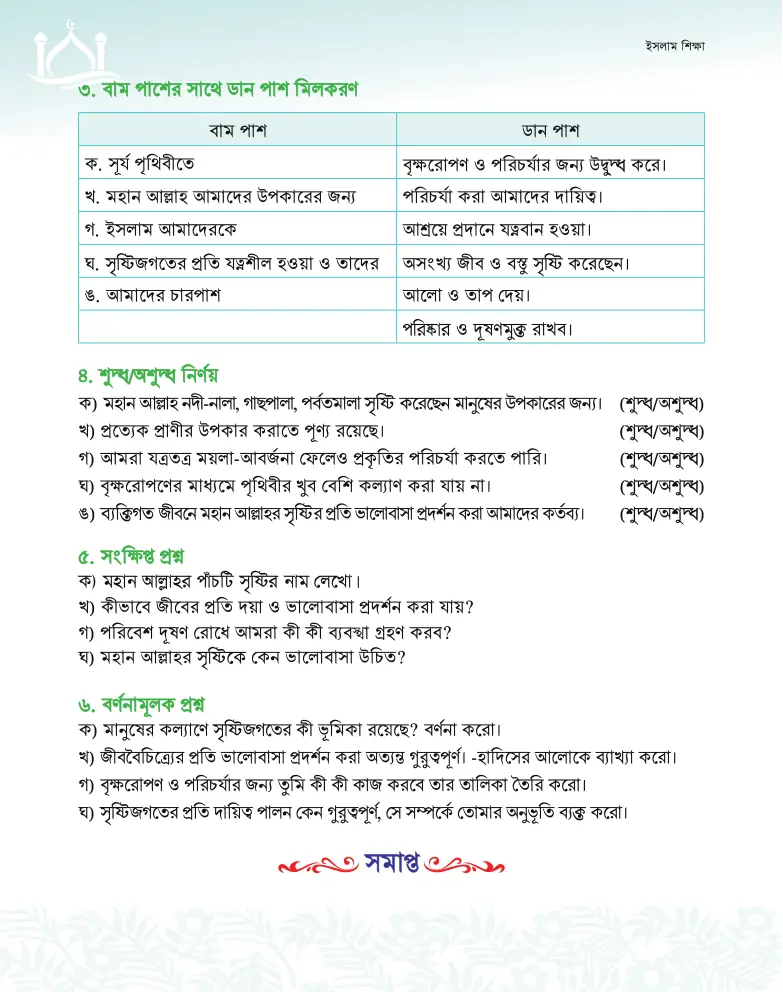 ইসলাম শিক্ষা
৩. বাম পাশের সাথে ডান পাশ মিলকরণ
বাম পাশ ডান পাশ
ক. সূর্য পৃথিবীতে বৃক্ষরোপণ ও পরিচর্যার জন্য উদ্বুদ্ধ করে।
খ. মহান আল্লাহ আমাদের উপকারের জন্য পরিচর্যা করা আমাদের দায়িত্ব।
গ. ইসলাম আমাদেরকে আশ্রয়ে প্রদানে যত্নবান হওয়া।
ঘ. সৃষ্টিজগতের প্রতি যত্নশীল হওয়া ও তাদের অসংখ্য জীব ও বস্তু সৃষ্টি করেছেন।
ঙ. আমাদের চারপাশ আলো ও তাপ দেয়।
পরিষ্কার ও দূষণমুক্ত রাখব।
৪. শুদ্ধ/অশুদ্ধ নির্ণয়
ক) মহান আল্লাহ নদী-নালা, গাছপালা, পর্বতমালা সৃষ্টি করেছেন মানুষের উপকারের জন্য। (শুদ্ধ/অশুদ্ধ)
খ) প্রত্যেক প্রাণীর উপকার করাতে পূণ্য রয়েছে। (শুদ্ধ/অশুদ্ধ)
গ) আমরা যত্রতত্র ময়লা-আবর্জনা ফেলেও প্রকৃতির পরিচর্যা করতে পারি। (শুদ্ধ/অশুদ্ধ)
ঘ) বৃক্ষরোপণের মাধ্যমে পৃথিবীর খুব বেশি কল্যাণ করা যায় না। (শুদ্ধ/অশুদ্ধ)
ঙ) ব্যক্তিগত জীবনে মহান আল্লাহর সৃষ্টির প্রতি ভালোবাসা প্রদর্শন করা আমাদের কর্তব্য। (শুদ্ধ/অশুদ্ধ)
৫. সংক্ষিপ্ত প্রশ্ন
ক) মহান আল্লাহর পাঁচটি সৃষ্টির নাম লেখো।
খ) কীভাবে জীবের প্রতি দয়া ও ভালোবাসা প্রদর্শন করা যায়?
গ) পরিবেশ দূষণ রোধে আমরা কী কী ব্যবস্থা গ্রহণ করব?
ঘ) মহান আল্লাহর সৃষ্টিকে কেন ভালোবাসা উচিত?
৬. বর্ণনামূলক প্রশ্ন
ক) মানুষের কল্যাণে সৃষ্টিজগতের কী ভূমিকা রয়েছে? বর্ণনা করো।
খ) জীববৈচিত্র্যের প্রতি ভালোবাসা প্রদর্শন করা অত্যন্ত গুরুত্বপূর্ণ। -হাদিসের আলোকে ব্যাখ্যা করো।
গ) বৃক্ষরোপণ ও পরিচর্যার জন্য তুমি কী কী কাজ করবে তার তালিকা তৈরি করো।
ঘ) সৃষ্টিজগতের প্রতি দায়িত্ব পালন কেন গুরুত্বপূর্ণ, সে সম্পর্কে তোমার অনুভূতি ব্যক্ত করো।
সমাপ্ত